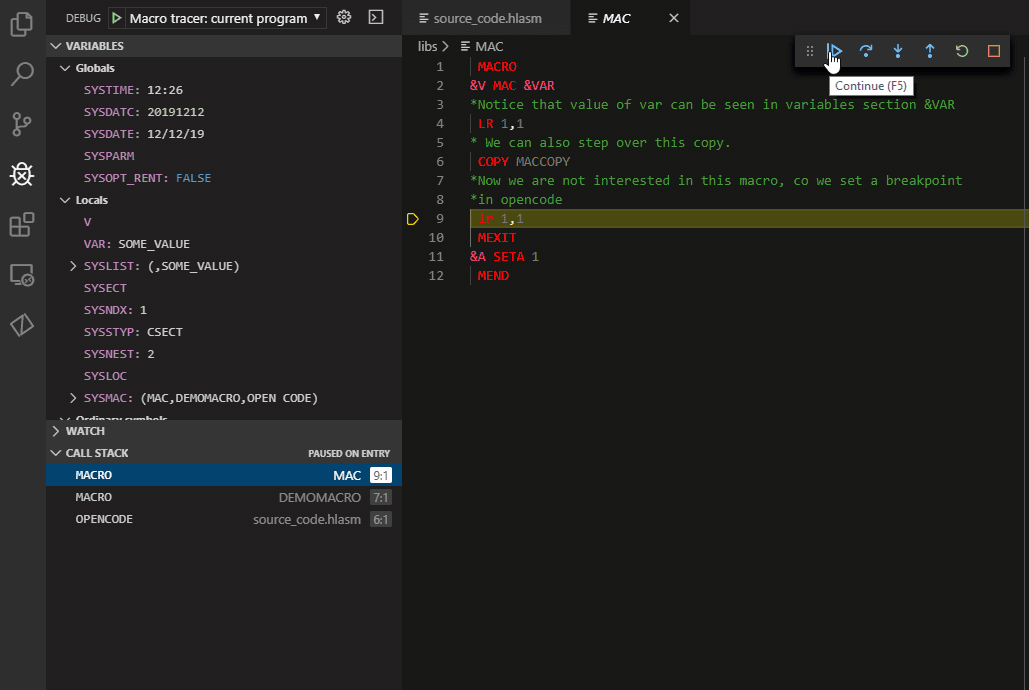 DEBUG Macro tracer: current program
VARIABLES
Globals
SYSTIME: 12:26
SYSDATC: 20191212
SYSDATE: 12/12/19
SYSPARM
SYSOPT_RENT: FALSE
Locals
V
VAR: SOME_VALUE
SYSLIST: (,SOME_VALUE)
SYSECT
SYSNDX: 1
SYSSTYP: CSECT
SYSNEST: 2
SYSLOC
SYSMAC: (MAC,DEMOMACRO,OPEN CODE)
Ordinary symbols
WATCH
CALL STACK PAUSED ON ENTRY
MACRO MAC 9:1
MACRO DEMOMACRO 7:1
OPENCODE source_code.hlasm 6:1
source_code.hlasm MAC
libs > MAC
Continue (F5)
1 MACRO
2 &V MAC &VAR
3 *Notice that value of var can be seen in variables section &VAR
4 LR 1,1
5 * We can also step over this copy.
6 COPY MACCOPY
7 *Now we are not interested in this macro, co we set a breakpoint
8 *in opencode
9 lr 1,1
10 MEXIT
11 &A SETA 1
12 MEND